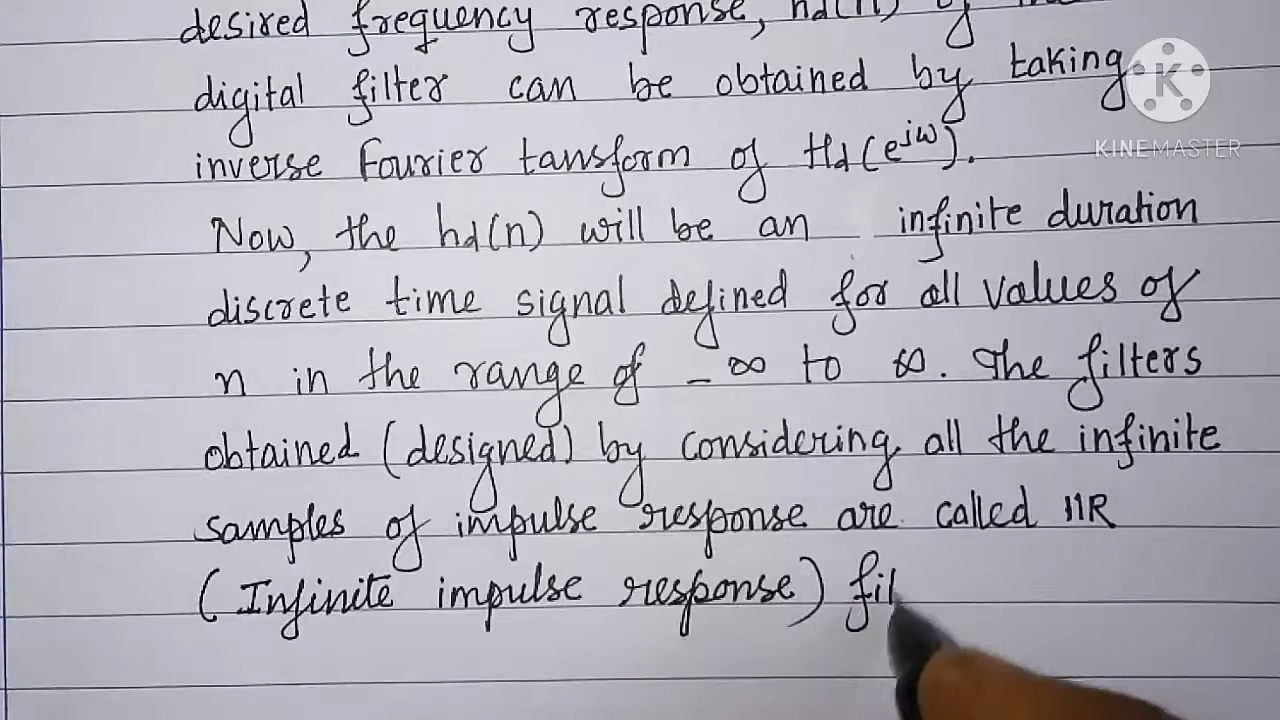 desired frequency response, hd(n) of the
digital filter can be obtained by taking
inverse Fourier tansform of Hd(e^jw).
Now, the hd(n) will be an infinite duration
discrete time signal defined for all values of
n in the range of -∞ to ∞. The filters
obtained (designed) by considering all the infinite
samples of impulse response are called IIR
(Infinite impulse response) fil
K
KINEMASTER